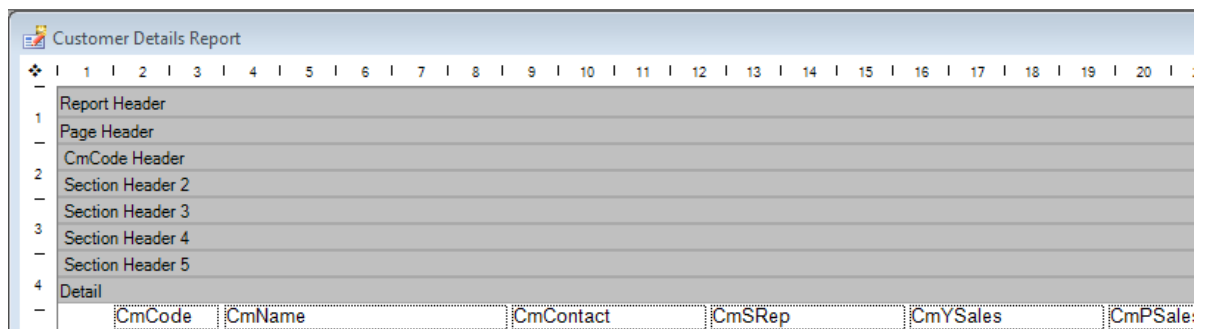 Customer Details Report
1 2 3 4 5 6 7 8 9 10 11 12 13 14 15 16 17 18 19 20
Report Header
1
Page Header
CmCode Header
2
Section Header 2
Section Header 3
3
Section Header 4
Section Header 5
4
Detail
CmCode CmName CmContact CmSRep CmYSales CmPSales